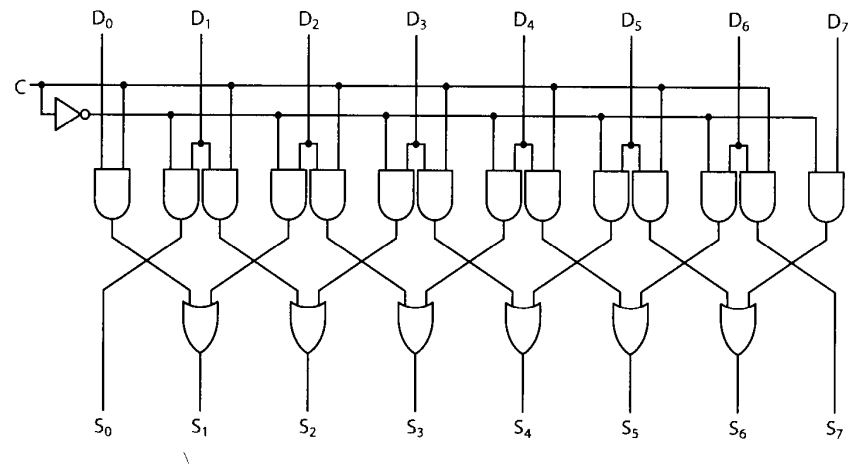 D₀ D₁ D₂ D₃ D₄ D₅ D₆ D₇
C
S₀ S₁ S₂ S₃ S₄ S₅ S₆ S₇